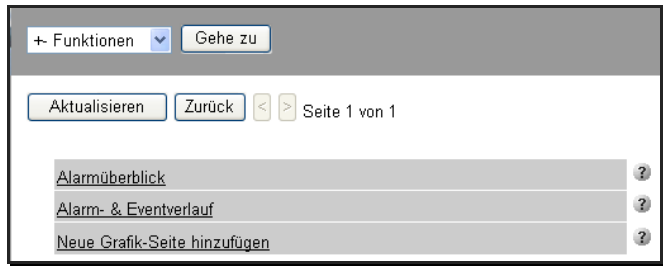 +- Funktionen Gehe zu
Aktualisieren Zurück < > Seite 1 von 1
Alarmüberblick ?
Alarm- & Eventverlauf ?
Neue Grafik-Seite hinzufügen ?